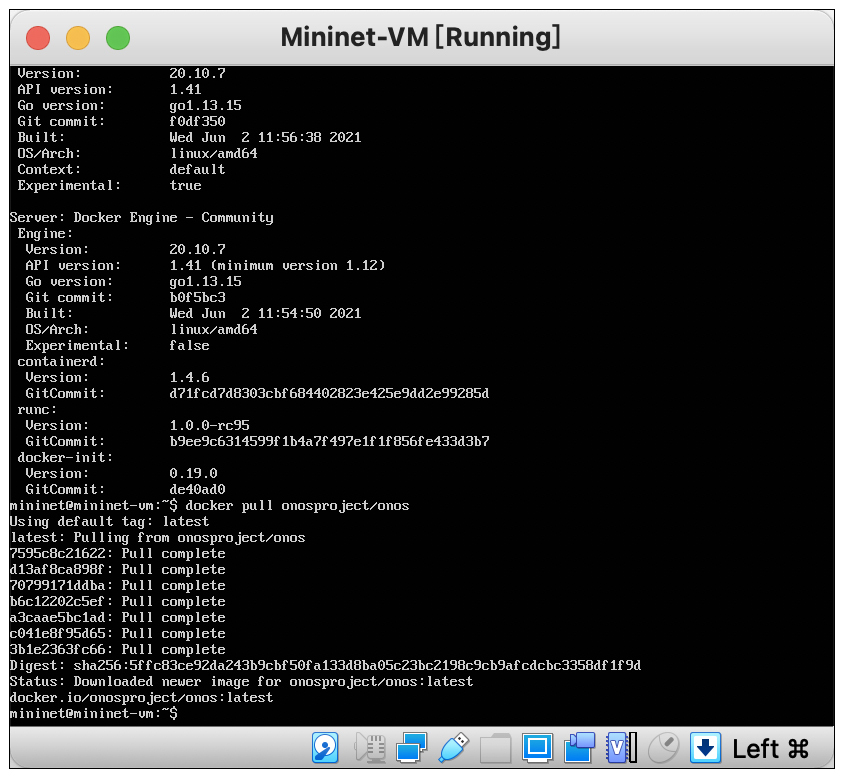 Mininet-VM [Running]
Version: 20.10.7
API version: 1.41
Go version: go1.13.15
Git commit: f0df350
Built: Wed Jun  2 11:56:38 2021
OS/Arch: linux/amd64
Context: default
Experimental: true
Server: Docker Engine - Community
Engine:
Version: 20.10.7
API version: 1.41 (minimum version 1.12)
Go version: go1.13.15
Git commit: b0f5bc3
Built: Wed Jun  2 11:54:50 2021
OS/Arch: linux/amd64
Experimental: false
containerd:
Version: 1.4.6
GitCommit: d71fcd7d8303cbf684402823e425e9dd2e99285d
runc:
Version: 1.0.0-rc95
GitCommit: b9ee9c6314599f1b4a7f497e1f1f856fe433d3b7
docker-init:
Version: 0.19.0
GitCommit: de40ad0
mininet@mininet-vm:~$ docker pull onosproject/onos
Using default tag: latest
latest: Pulling from onosproject/onos
7595c8c21622: Pull complete
d13af8ca898f: Pull complete
70799171ddba: Pull complete
b6c12202c5ef: Pull complete
a3caae5bc1ad: Pull complete
c041e8f95d65: Pull complete
3b1e2363fc66: Pull complete
Digest: sha256:5ffc83ce92da243b9cbf50fa133d8ba05c23bc2198c9cb9afcdcbc3358df1f9d
Status: Downloaded newer image for onosproject/onos:latest
docker.io/onosproject/onos:latest
mininet@mininet-vm:~$
Left ⌘